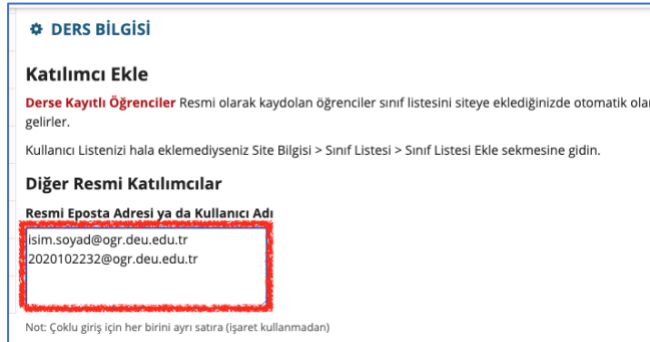 DERS BİLGİSİ
Katılımcı Ekle
Derse Kayıtlı Öğrenciler Resmi olarak kaydolan öğrenciler sınıf listesini siteye eklediğinizde otomatik
gelirler.
Kullanıcı Listenizi hala eklemediyseniz Site Bilgisi > Sınıf Listesi > Sınıf Listesi Ekle sekmesine gidin.
Diğer Resmi Katılımcılar
Resmi Eposta Adresi ya da Kullanıcı Adı
isim.soyad@ogr.deu.edu.tr
2020102232@ogr.deu.edu.tr
Not: Çoklu giriş için her birini ayrı satıra (işaret kullanmadan)